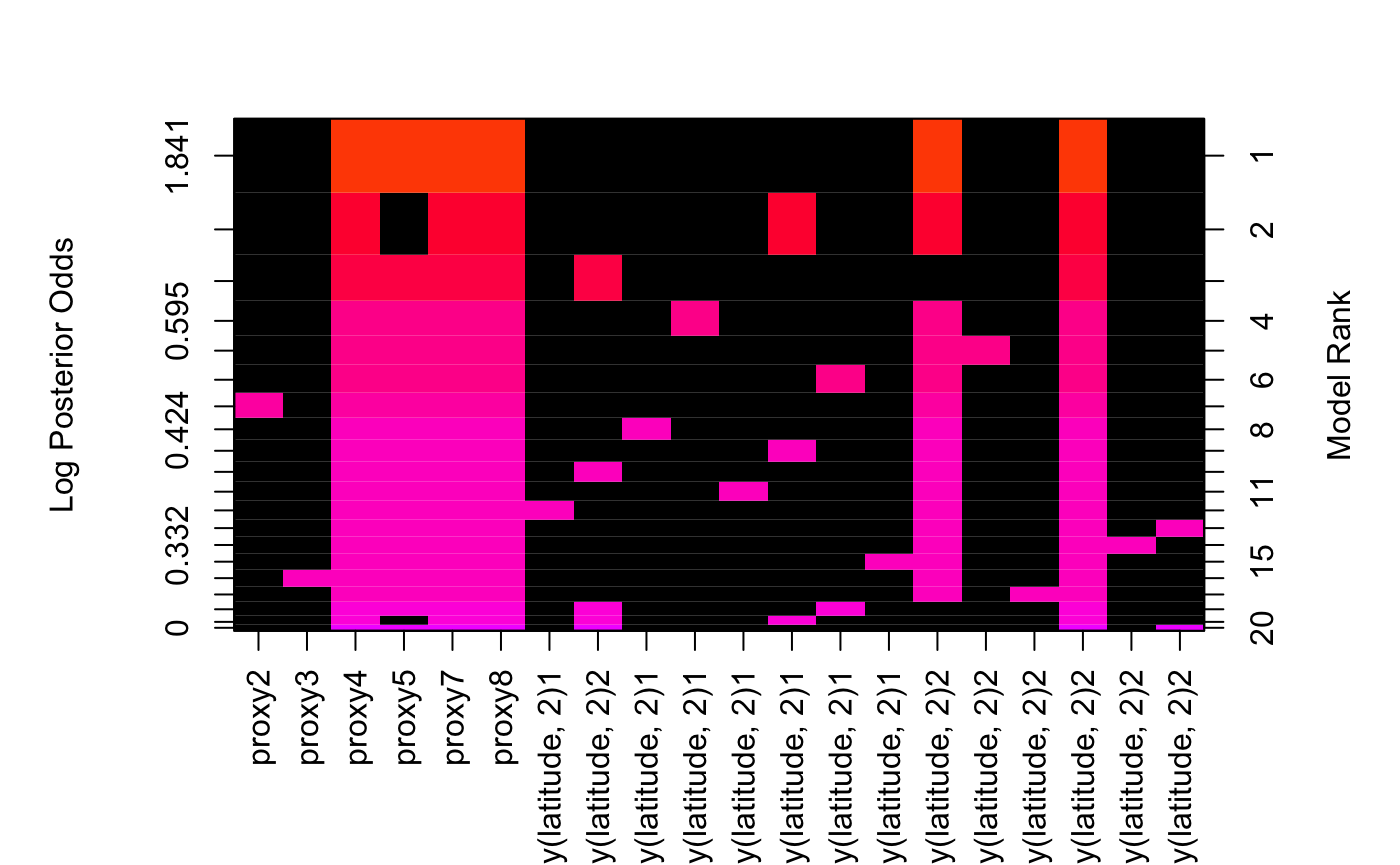 Log Posterior Odds
1.841
0.595
0.424
0.332
0
1
2
4
6
8
11
15
20
Model Rank
proxy2
proxy3
proxy4
proxy5
proxy7
proxy8
y(latitude, 2)1
y(latitude, 2)2
y(latitude, 2)1
y(latitude, 2)1
y(latitude, 2)1
y(latitude, 2)1
y(latitude, 2)1
y(latitude, 2)1
y(latitude, 2)2
y(latitude, 2)2
y(latitude, 2)2
y(latitude, 2)2
y(latitude, 2)2
y(latitude, 2)2